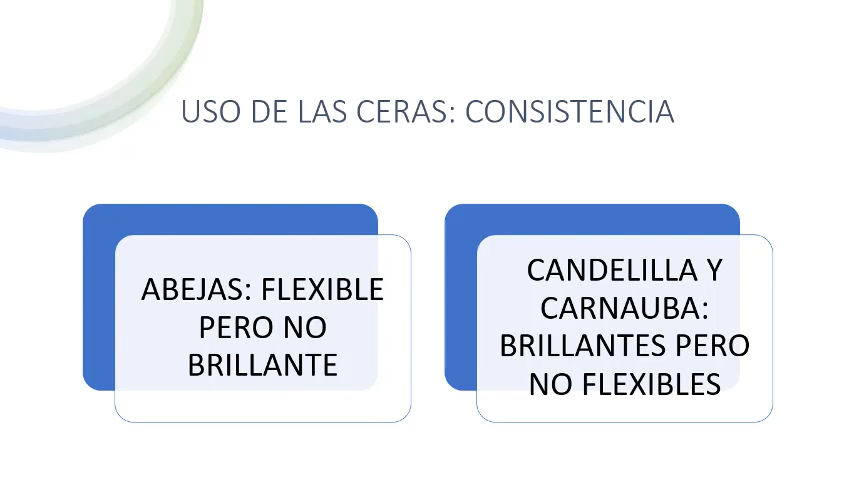 USO DE LAS CERAS: CONSISTENCIA
ABEJAS: FLEXIBLE
PERO NO
BRILLANTE
CANDELILLA Y
CARNAUBA:
BRILLANTES PERO
NO FLEXIBLES